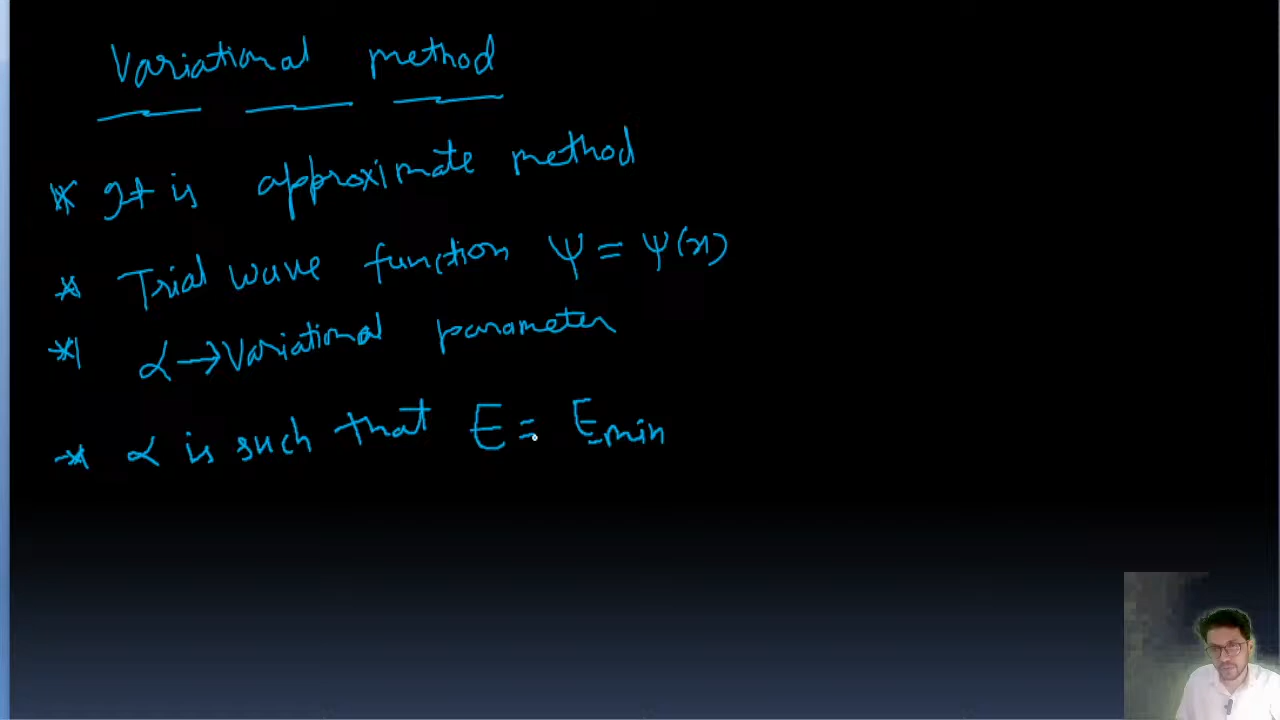 Variational method
* It is approximate method
* Trial wave function ψ = ψ(x)
* α → Variational parameter
* α is such that E = Emin